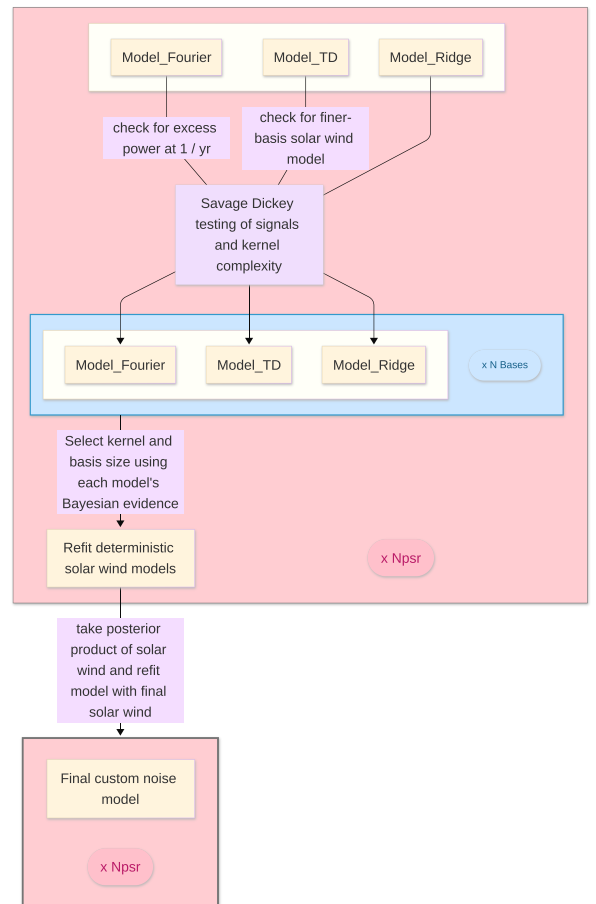 Model_Fourier
Model_TD
Model_Ridge
check for excess
power at 1 / yr
check for finer-
basis solar wind
model
Savage Dickey
testing of signals
and kernel
complexity
Model_Fourier
Model_TD
Model_Ridge
x N Bases
Select kernel and
basis size using
each model's
Bayesian evidence
Refit deterministic
solar wind models
x Npsr
take posterior
product of solar
wind and refit
model with final
solar wind
Final custom noise
model
x Npsr